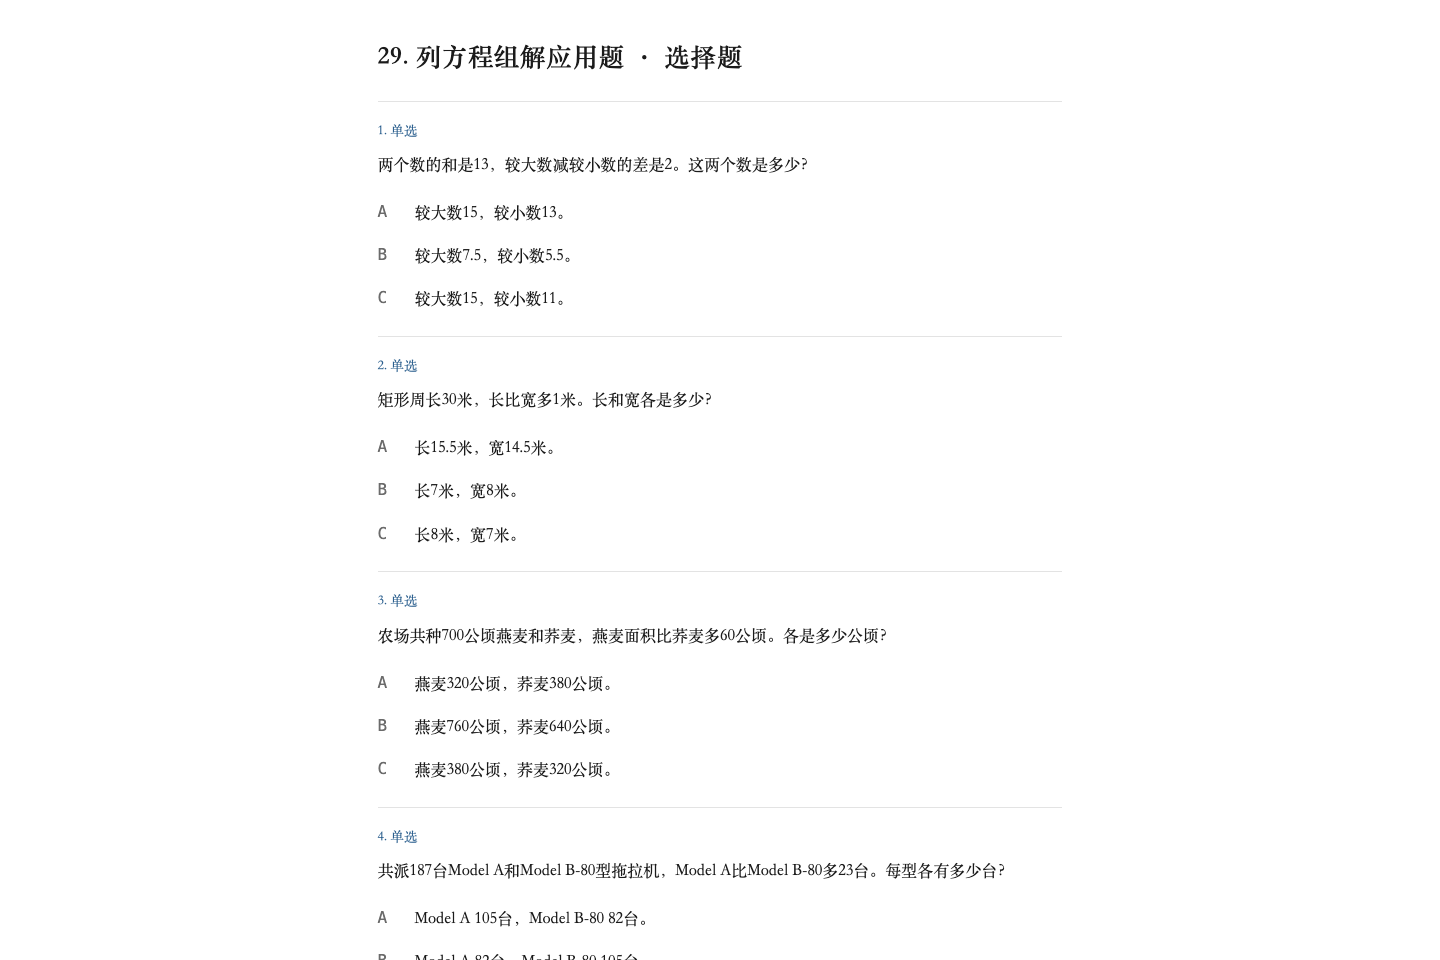 29. 列方程组解应用题 · 选择题
1. 单选
两个数的和是13，较大数减较小数的差是2。这两个数是多少？
A 较大数15，较小数13。
B 较大数7.5，较小数5.5。
C 较大数15，较小数11。
2. 单选
矩形周长30米，长比宽多1米。长和宽各是多少？
A 长15.5米，宽14.5米。
B 长7米，宽8米。
C 长8米，宽7米。
3. 单选
农场共种700公顷燕麦和荞麦，燕麦面积比荞麦多60公顷。各是多少公顷？
A 燕麦320公顷，荞麦380公顷。
B 燕麦760公顷，荞麦640公顷。
C 燕麦380公顷，荞麦320公顷。
4. 单选
共派187台Model A和Model B-80型拖拉机，Model A比Model B-80多23台。每型各有多少台？
A Model A 105台，Model B-80 82台。
B Model A 82台，Model B-80 105台。